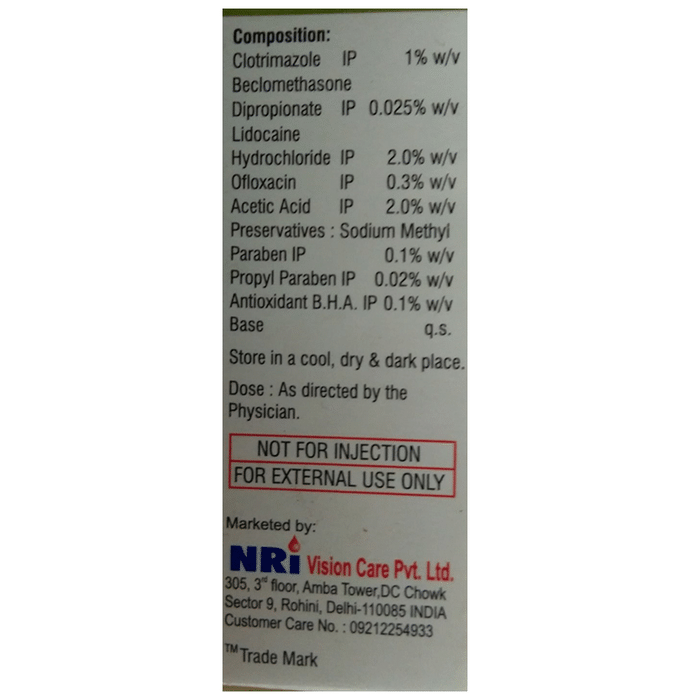 Composition:
Clotrimazole IP 1% w/v
Beclomethasone
Dipropionate IP 0.025% w/v
Lidocaine
Hydrochloride IP 2.0% w/v
Ofloxacin IP 0.3% w/v
Acetic Acid IP 2.0% w/v
Preservatives : Sodium Methyl
Paraben IP 0.1% w/v
Propyl Paraben IP 0.02% w/v
Antioxidant B.H.A. IP 0.1% w/v
Base q.s.
Store in a cool, dry & dark place.
Dose : As directed by the
Physician.
NOT FOR INJECTION
FOR EXTERNAL USE ONLY
Marketed by:
NRi Vision Care Pvt. Ltd.
305, 3rd floor, Amba Tower,DC Chowk
Sector 9, Rohini, Delhi-110085 INDIA
Customer Care No. : 09212254933
TM Trade Mark